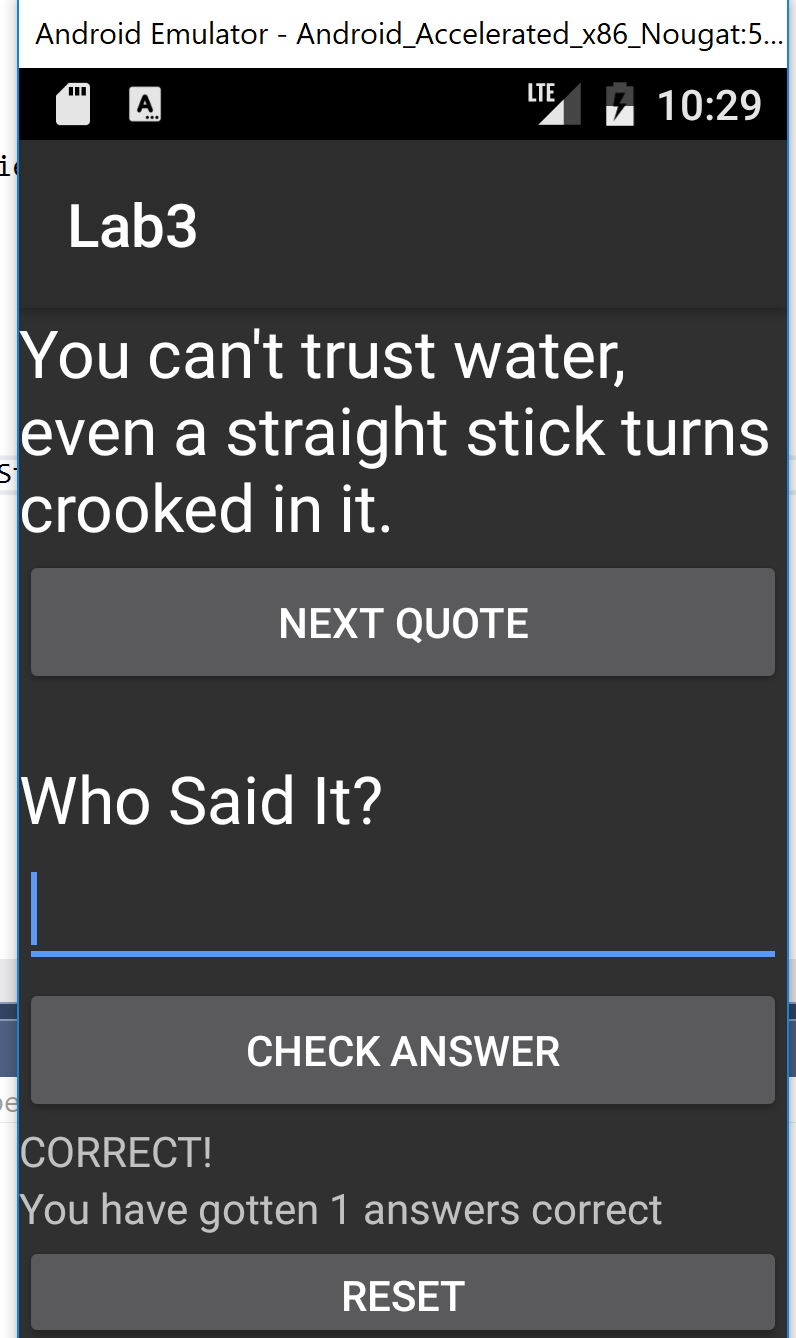 Android Emulator - Android_Accelerated_x86_Nougat:5...
LTE 10:29
Lab3
You can't trust water,
even a straight stick turns
crooked in it.
NEXT QUOTE
Who Said It?
CHECK ANSWER
CORRECT!
You have gotten 1 answers correct
RESET